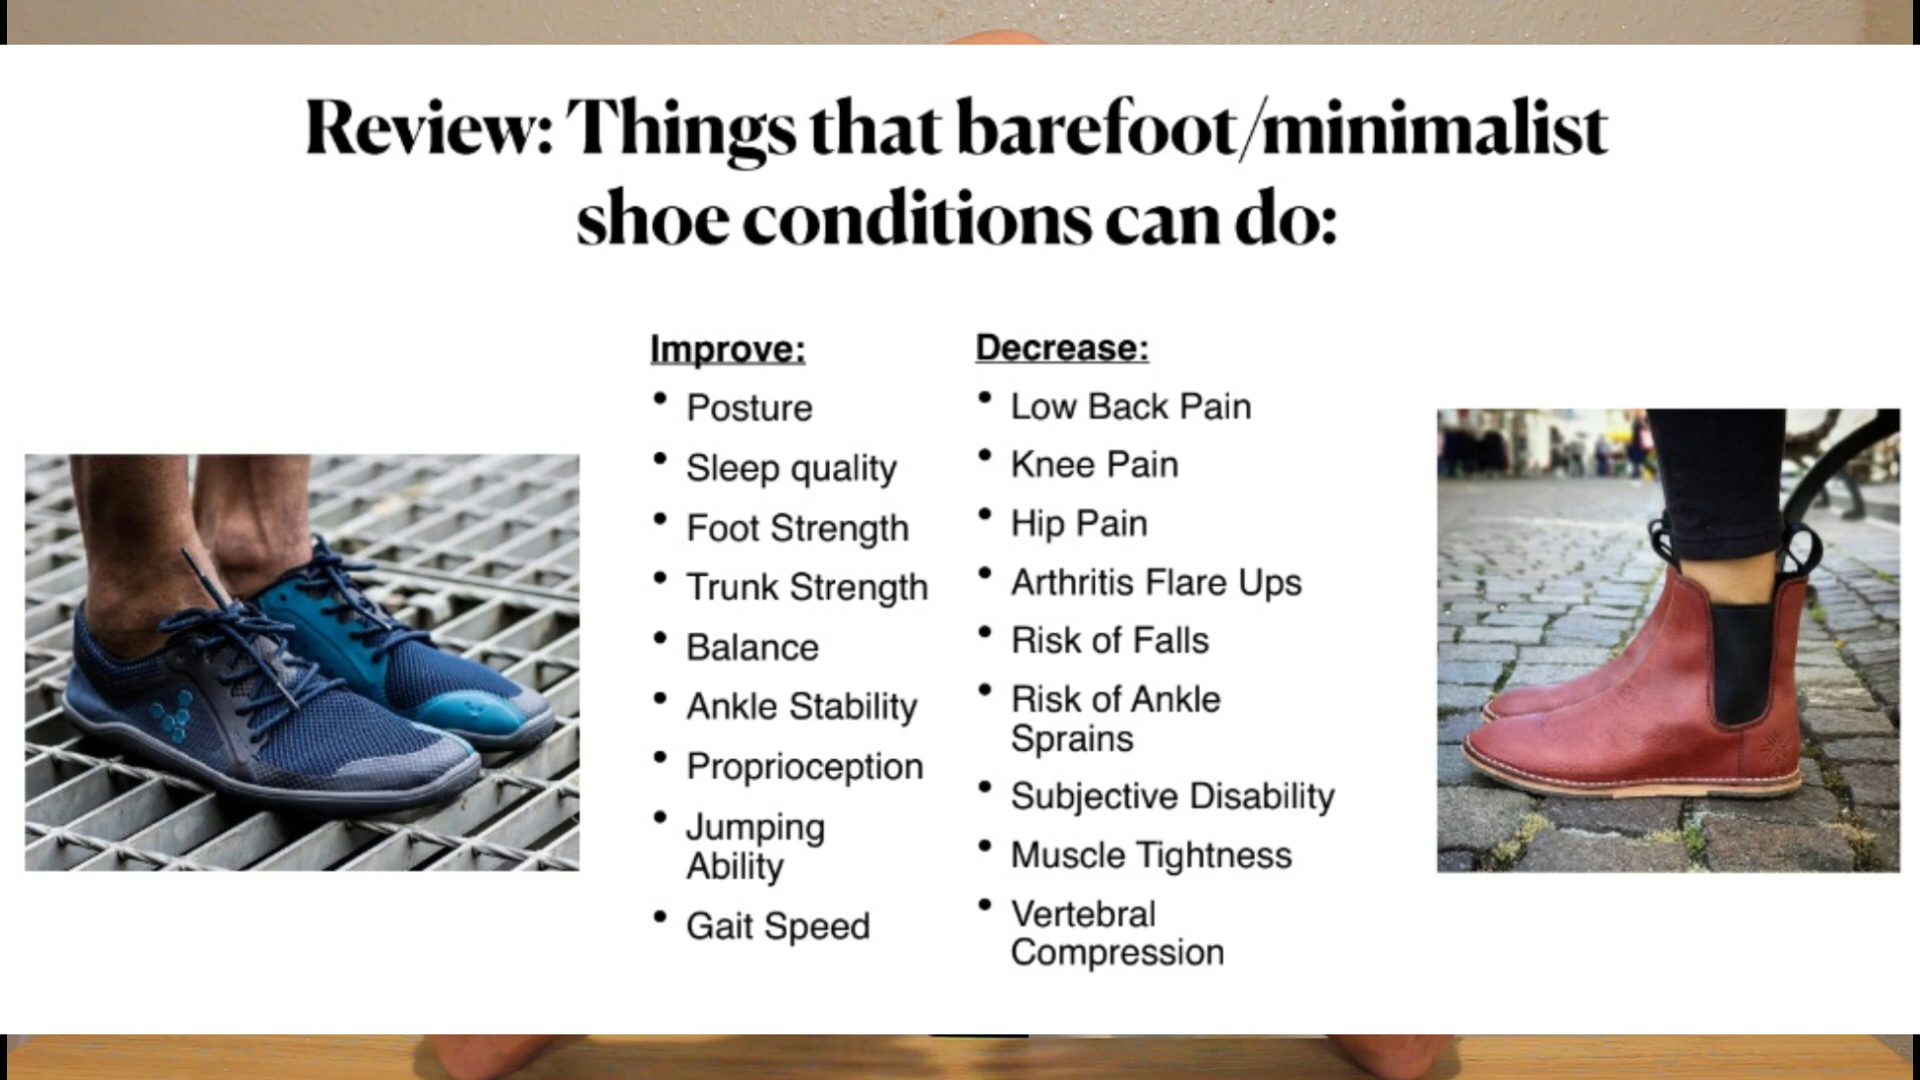 Review: Things that barefoot/minimalist
shoe conditions can do:
Improve:
• Posture
• Sleep quality
• Foot Strength
• Trunk Strength
• Balance
• Ankle Stability
• Proprioception
• Jumping
Ability
• Gait Speed
Decrease:
• Low Back Pain
• Knee Pain
• Hip Pain
• Arthritis Flare Ups
• Risk of Falls
• Risk of Ankle
Sprains
• Subjective Disability
• Muscle Tightness
• Vertebral
Compression